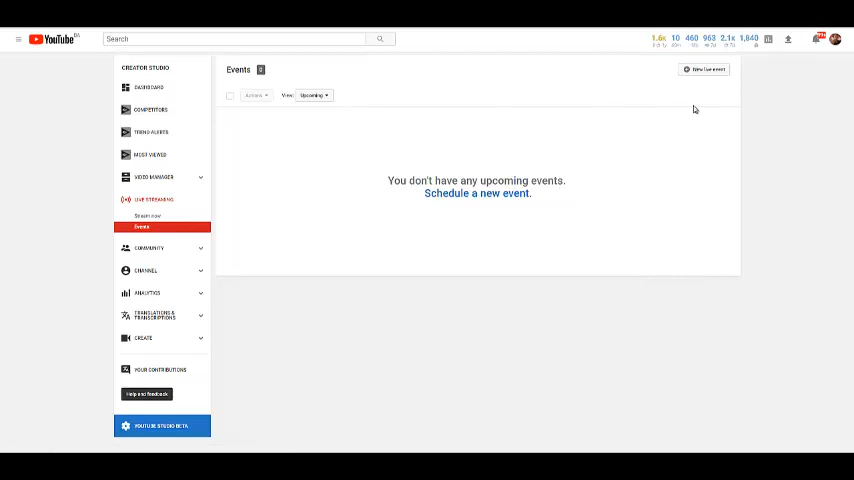 YouTube DA
Search
1.6K 10 460 963 2.1K 1,840
CREATOR STUDIO
DASHBOARD
COMPETITORS
TREND ALERTS
MOST VIEWED
VIDEO MANAGER
LIVE STREAMING
Stream now
Events
COMMUNITY
CHANNEL
ANALYTICS
TRANSLATIONS &
TRANSCRIPTIONS
CREATE
YOUR CONTRIBUTIONS
Help and feedback
YOUTUBE STUDIO BETA
Events 0
New live event
Actions View: Upcoming
You don't have any upcoming events.
Schedule a new event.